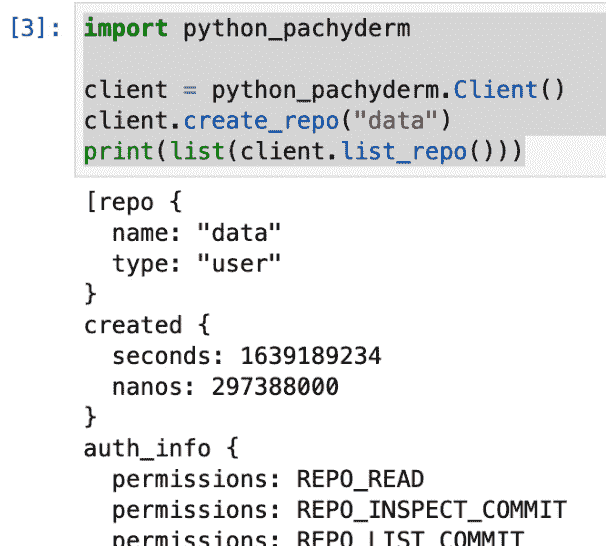 [3]: import python_pachyderm
client = python_pachyderm.Client()
client.create_repo("data")
print(list(client.list_repo()))
[repo {
  name: "data"
  type: "user"
}
created {
  seconds: 1639189234
  nanos: 297388000
}
auth_info {
  permissions: REPO_READ
  permissions: REPO_INSPECT_COMMIT
  permissions: REPO_LIST_COMMIT